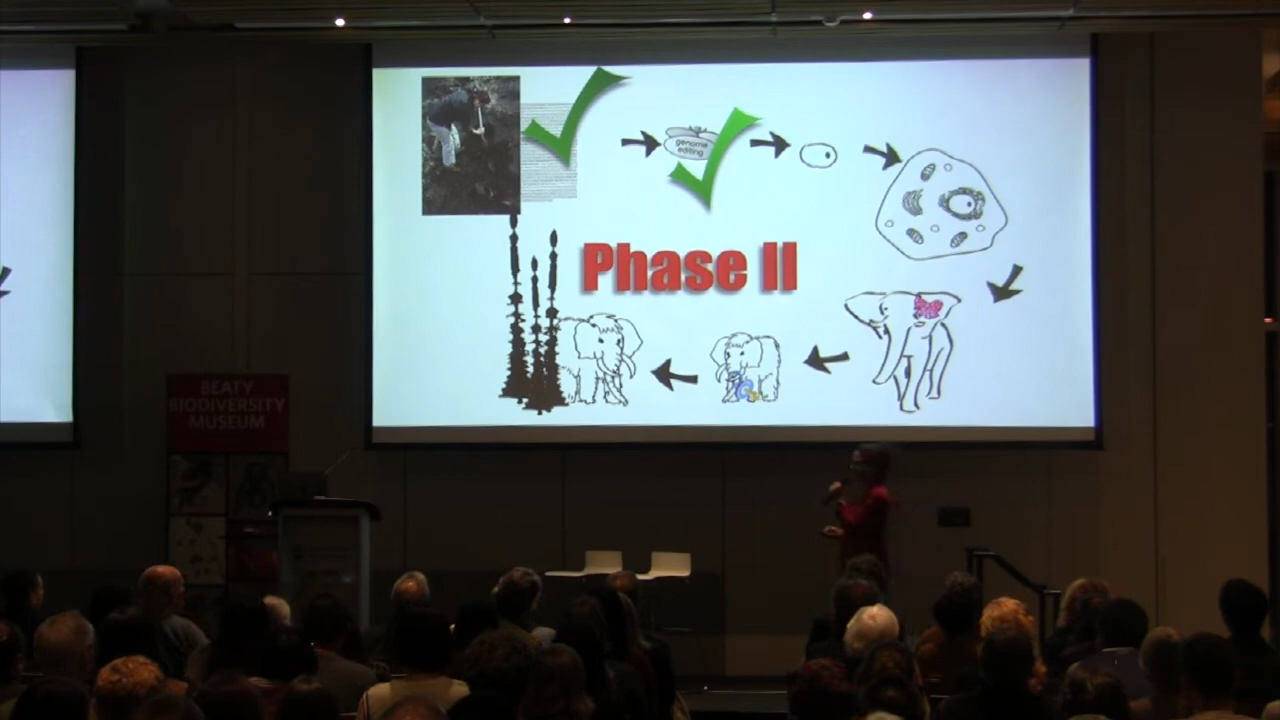 genome
editing
Phase II
BEATY
BIODIVERSITY
MUSEUM